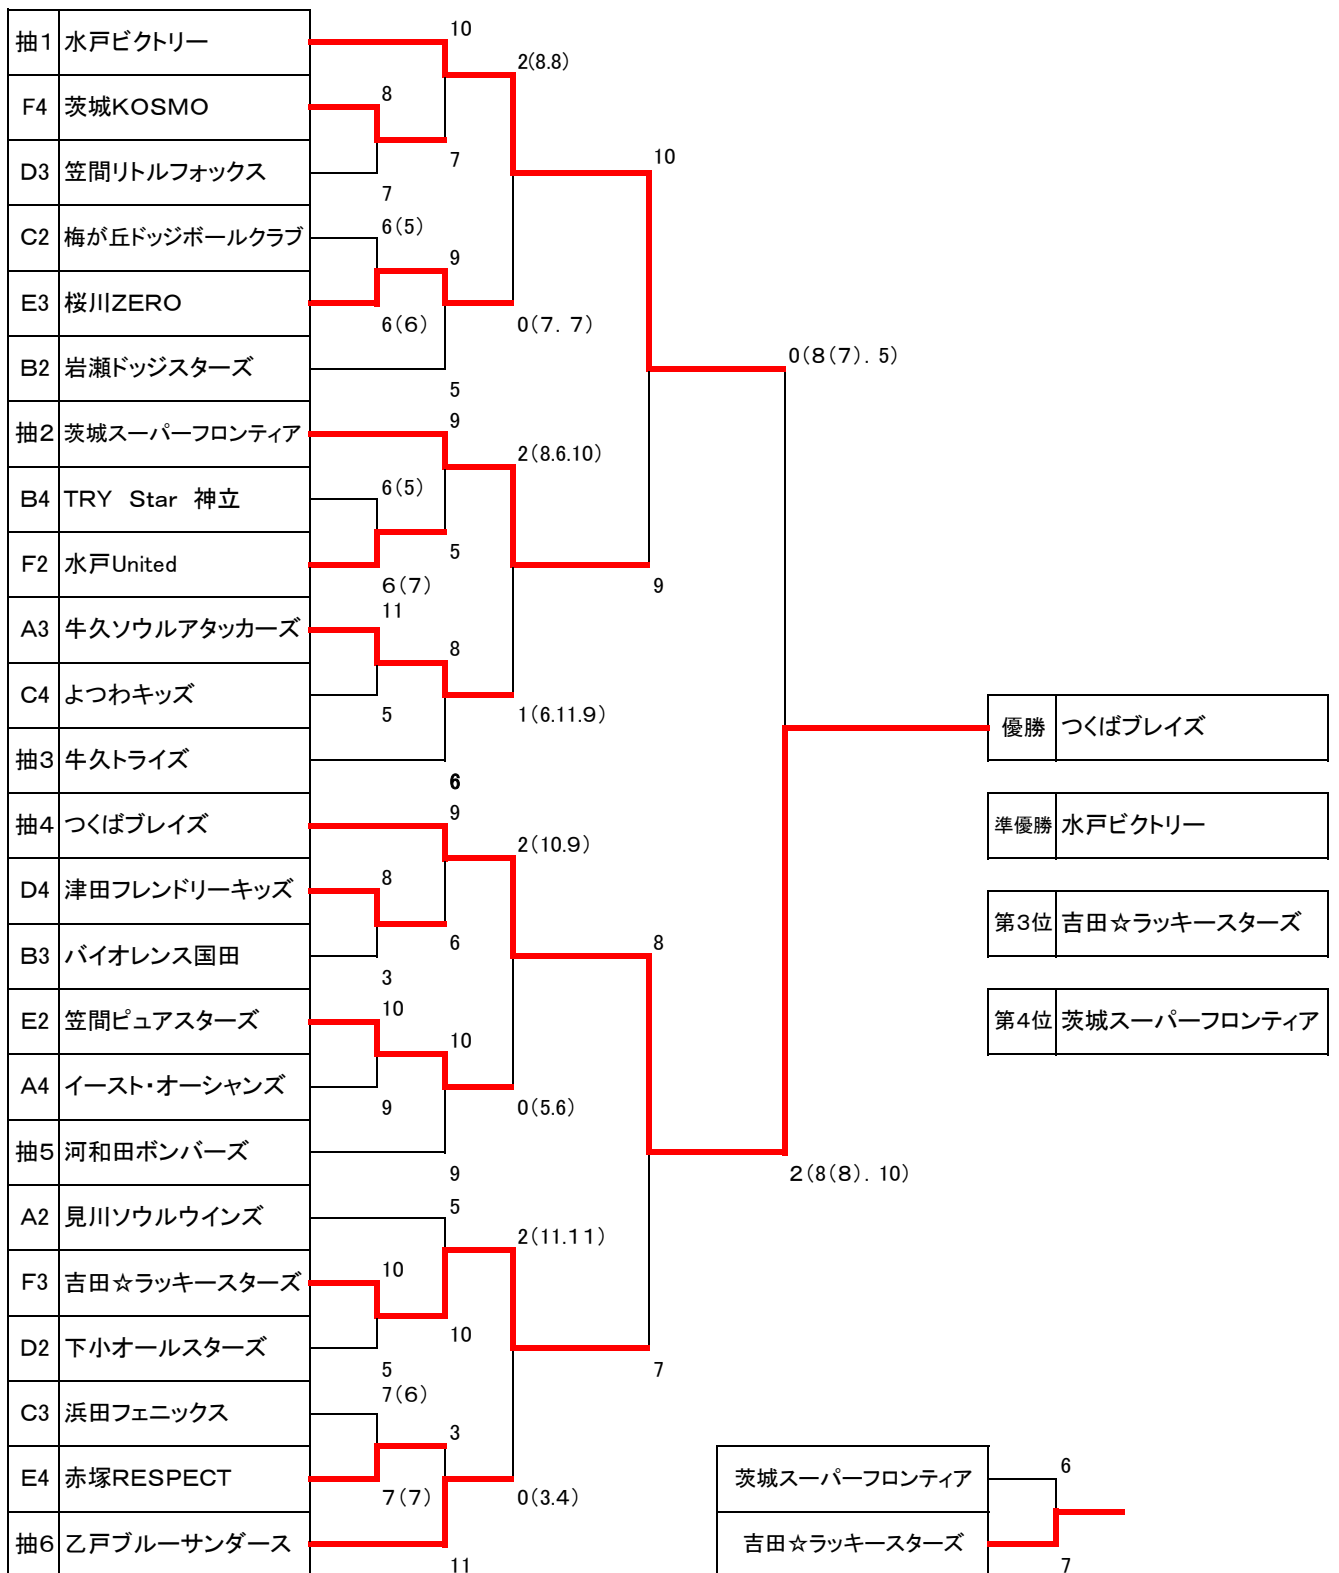 抽1 水戸ビクトリー
F4 茨城KOSMO
D3 笠間リトルフォックス
C2 梅が丘ドッジボールクラブ
E3 桜川ZERO
B2 岩瀬ドッジスターズ
抽2 茨城スーパーフロンティア
B4 TRY Star 神立
F2 水戸United
A3 牛久ソウルアタッカーズ
C4 よつわキッズ
抽3 牛久トライズ
抽4 つくばブレイズ
D4 津田フレンドリーキッズ
B3 バイオレンス国田
E2 笠間ピュアスターズ
A4 イースト・オーシャンズ
抽5 河和田ボンバーズ
A2 見川ソウルウインズ
F3 吉田☆ラッキースターズ
D2 下小オールスターズ
C3 浜田フェニックス
E4 赤塚RESPECT
抽6 乙戸ブルーサンダース
8
7
6(5)
6(6)
6(5)
6(7)
11
5
8
3
10
9
10
5
7(6)
7(7)
10
7
9
5
9
5
8
6
9
6
10
9
5
10
3
11
2(8.8)
0(7. 7)
2(8.6.10)
1(6.11.9)
2(10.9)
0(5.6)
2(11.11)
0(3.4)
10
9
8
7
0(8(7). 5)
2(8(8). 10)
優勝 つくばブレイズ
準優勝 水戸ビクトリー
第3位 吉田☆ラッキースターズ
第4位 茨城スーパーフロンティア
茨城スーパーフロンティア 6
吉田☆ラッキースターズ 7